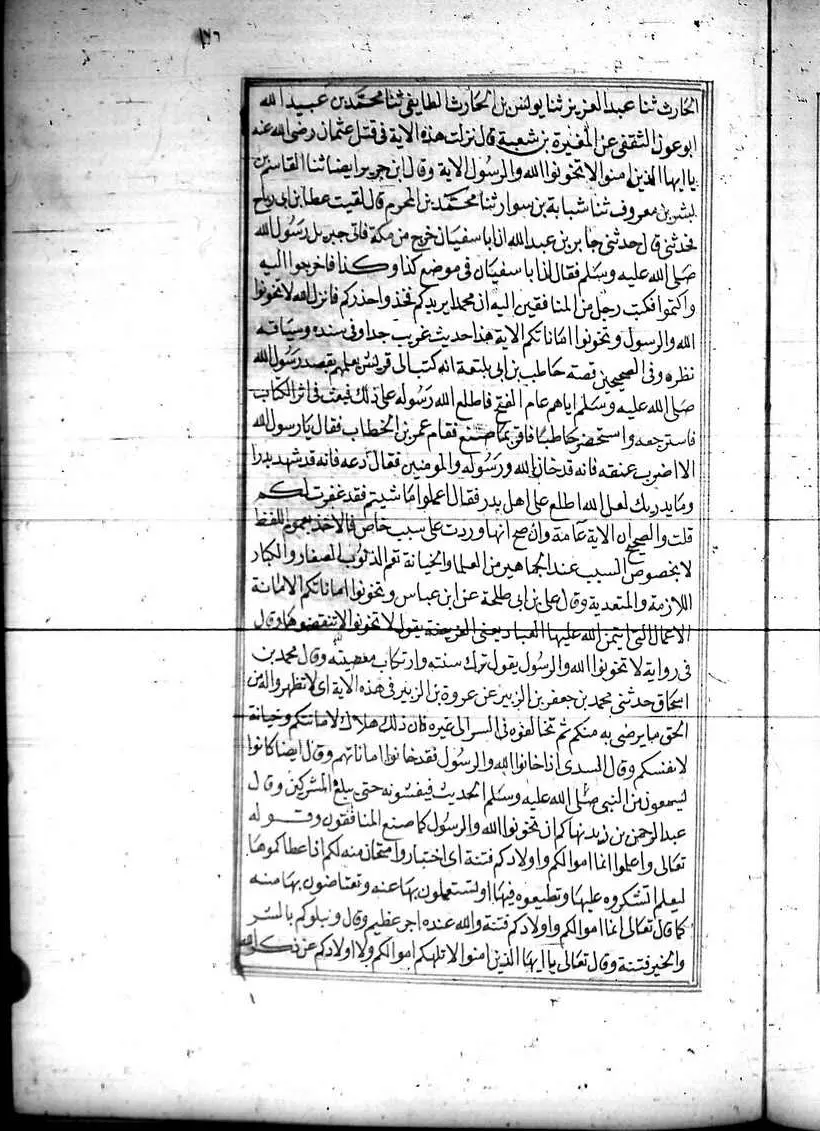 ١٧٦
الحارث ثنا عبد العزيز ثنا يونس بن الحارث الطايفي ثنا محمد بن عبيد الله
ابو عون الثقفي عن المغيرة بن شعبة قال نزلت هذه الاية في قتل عثمان رضي الله عنه
يا ايها الذين امنوا لا تخونوا الله والرسول الاية وقال ابن جرير ايضا ثنا القاسم بن
بشر بن معروف ثنا شبابة بن سوار ثنا محمد بن المحرم قال لقيت عطا بن ابي رباح
فحدثني قال حدثني جابر بن عبد الله ان ابا سفيان خرج من مكة فاتى جبريل رسول الله
صلى الله عليه وسلم فقال ان ابا سفيان في موضع كذا وكذا فاخرجوا اليه
واكتموا فكتب رجل من المنافقين اليه ان محمدا يريدكم فخذوا حذركم فانزل الله لا تخونوا
الله والرسول وتخونوا اماناتكم الاية هذا حديث غريب جدا وفي سنده وسياقه
نظره وفي الصحيحين قصة حاطب بن ابي بلتعة انه كتب الى قريش يعلمهم بقصد رسول الله
صلى الله عليه وسلم اياهم عام الفتح فاطلع الله رسوله على ذلك فبعث في اثر الكتاب
فاسترجعه واستحضر حاطبا فاقر بما صنع فقام عمر بن الخطاب فقال يا رسول الله
الا اضرب عنقه فانه قد خان الله ورسوله والمومنين فقال دعه فانه قد شهد بدرا
وما يدريك لعل الله اطلع على اهل بدر فقال اعملوا ما شيتم فقد غفرت لكم
قلت والصحيح ان الاية عامة وان صح انها وردت على سبب خاص فالاخذ بعموم اللفظ
لا بخصوص السبب عند الجماهير من العلما والخيانة تعم الذنوب الصغار والكبار
اللازمة والمتعدية وقال علي بن ابي طلحة عن ابن عباس وتخونوا اماناتكم الامانة
الاعمال التي ايتمن الله عليها العباد يعني الفريضة يقول لا تخونوا لا تنقضوها وقال
في رواية لا تخونوا الله والرسول يقول بترك سنته وارتكاب معصيته وقال محمد بن
اسحاق حدثني محمد بن جعفر بن الزبير عن عروة بن الزبير في هذه الاية اي لا تظهروا له من
الحق ما يرضى به منكم ثم تخالفوه في السر الى غيره فان ذلك هلاك لاماناتكم وخيانة
لانفسكم وقال السدي اذا خانوا الله والرسول فقد خانوا اماناتهم وقال ايضا كانوا
يسمعون من النبي صلى الله عليه وسلم الحديث فيفشونه حتى يبلغ المشركين وقال
عبد الرحمن بن زيد نهاكم ان تخونوا الله والرسول كما صنع المنافقون وقوله
تعالى واعلموا انما اموالكم واولادكم فتنة اي اختبار وامتحان منه لكم اذ اعطاكموها
ليعلم اتشكروه عليها وتطيعوه فيها او تشتغلون بها عنه وتعتاضون بها منه
كما قال تعالى انما اموالكم واولادكم فتنة والله عنده اجر عظيم وقال ونبلوكم بالشر
والخير فتنة وقال تعالى يا ايها الذين امنوا لا تلهكم اموالكم ولا اولادكم عن ذكر الله